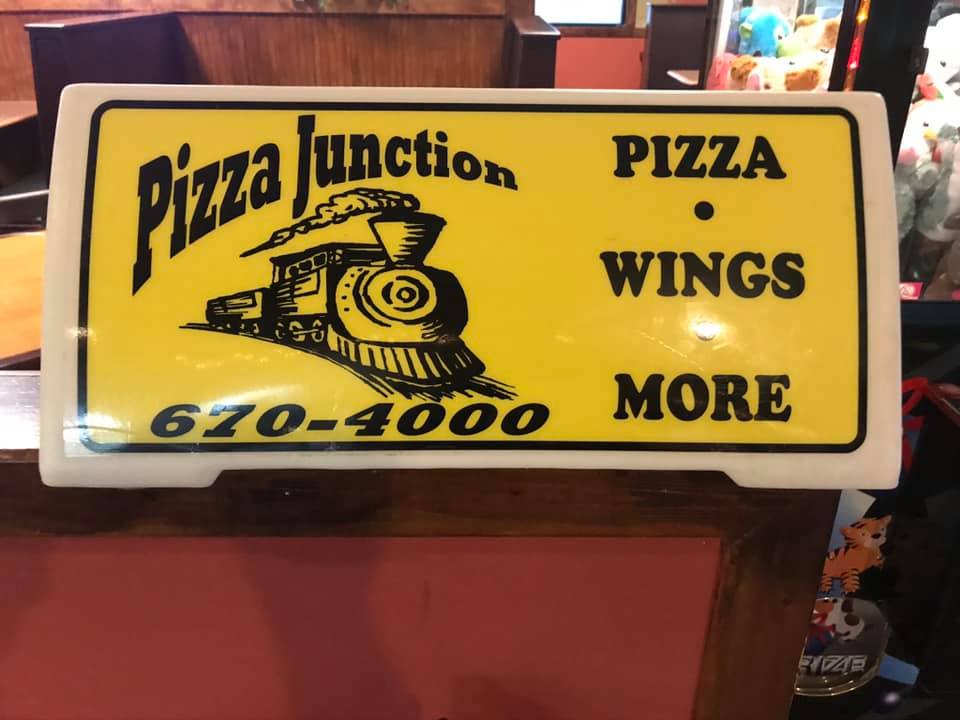 Pizza Junction
670-4000
PIZZA
•
WINGS
•
MORE